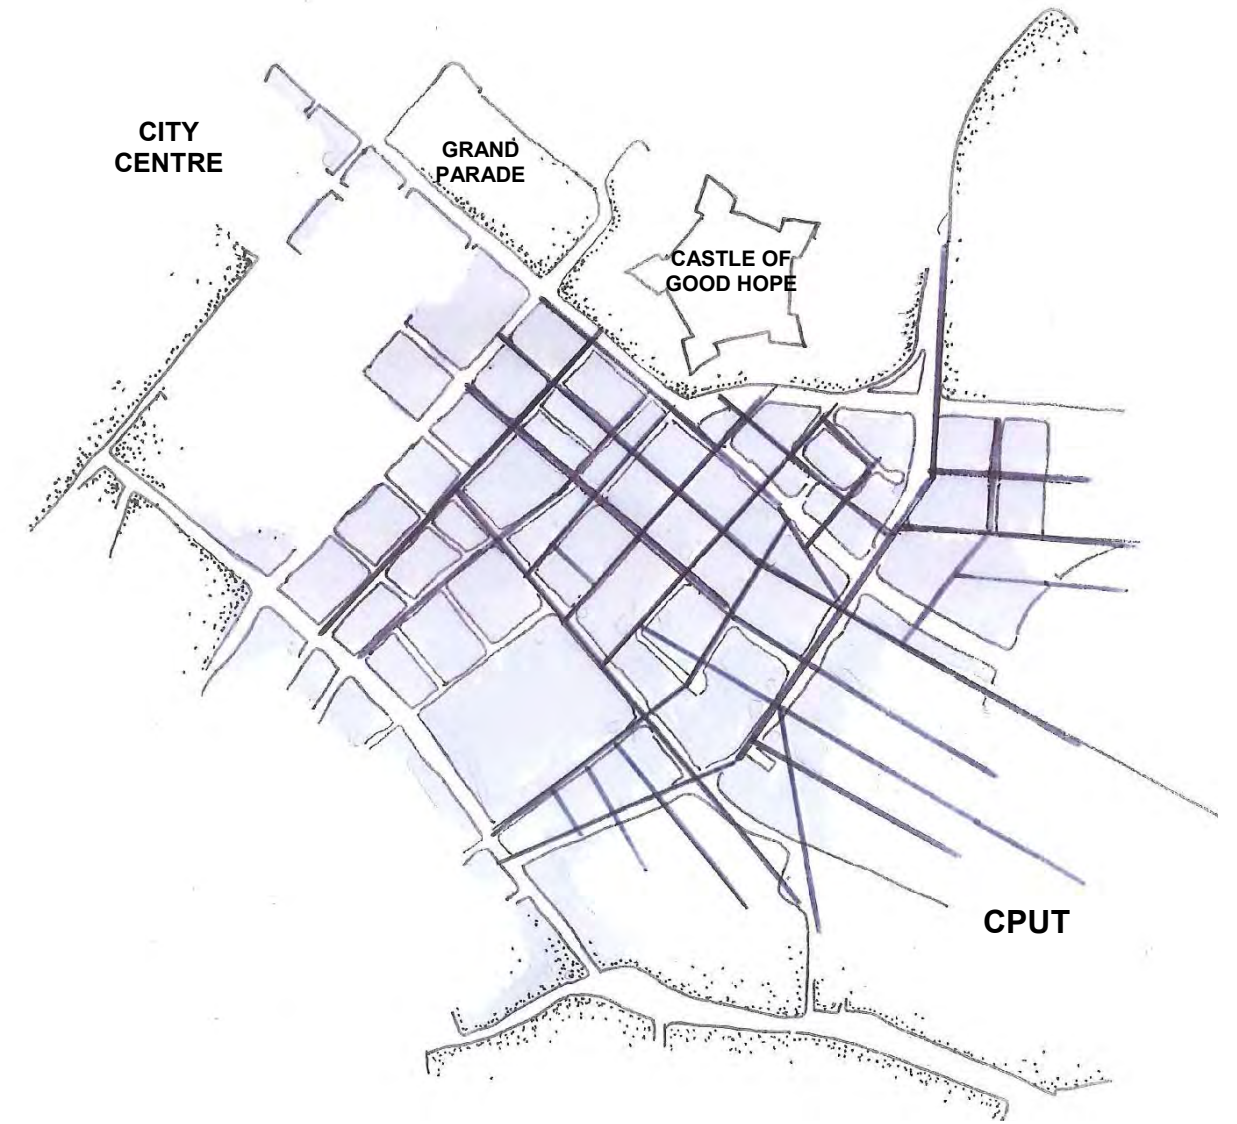 CITY
CENTRE
GRAND
PARADE
CASTLE OF
GOOD HOPE
CPUT